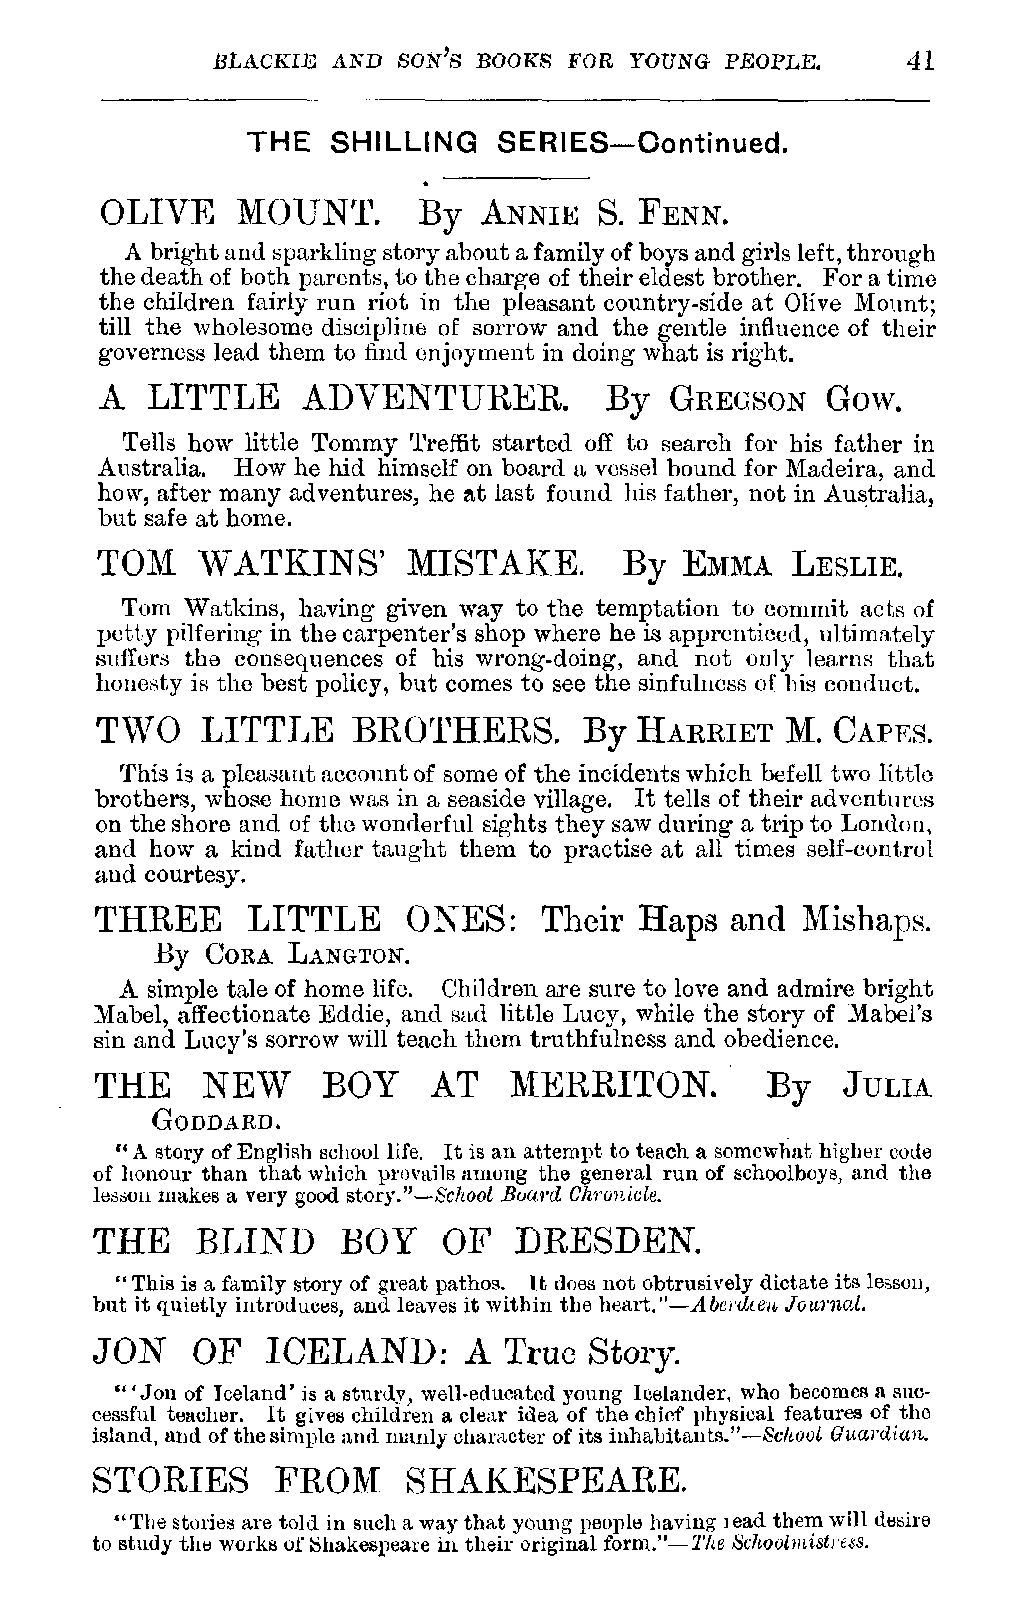 BLACKIE AND SON'S BOOKS FOR YOUNG PEOPLE. 41
THE SHILLING SERIES—Continued.
OLIVE MOUNT. By ANNIE S. FENN.
A bright and sparkling story about a family of boys and girls left, through
the death of both parents, to the charge of their eldest brother. For a time
the children fairly run riot in the pleasant country-side at Olive Mount;
till the wholesome discipline of sorrow and the gentle influence of their
governess lead them to find enjoyment in doing what is right.
A LITTLE ADVENTURER. By GREGSON GOW.
Tells how little Tommy Treffit started off to search for his father in
Australia. How he hid himself on board a vessel bound for Madeira, and
how, after many adventures, he at last found his father, not in Australia,
but safe at home.
TOM WATKINS' MISTAKE. By EMMA LESLIE.
Tom Watkins, having given way to the temptation to commit acts of
petty pilfering in the carpenter's shop where he is apprenticed, ultimately
suffers the consequences of his wrong-doing, and not only learns that
honesty is the best policy, but comes to see the sinfulness of his conduct.
TWO LITTLE BROTHERS. By HARRIET M. CAPES.
This is a pleasant account of some of the incidents which befell two little
brothers, whose home was in a seaside village. It tells of their adventures
on the shore and of the wonderful sights they saw during a trip to London,
and how a kind father taught them to practise at all times self-control
and courtesy.
THREE LITTLE ONES: Their Haps and Mishaps.
By CORA LANGTON.
A simple tale of home life. Children are sure to love and admire bright
Mabel, affectionate Eddie, and sad little Lucy, while the story of Mabel's
sin and Lucy's sorrow will teach them truthfulness and obedience.
THE NEW BOY AT MERRITON. By JULIA
GODDARD.
"A story of English school life. It is an attempt to teach a somewhat higher code
of honour than that which prevails among the general run of schoolboys, and the
lesson makes a very good story."—School Board Chronicle.
THE BLIND BOY OF DRESDEN.
"This is a family story of great pathos. It does not obtrusively dictate its lesson,
but it quietly introduces, and leaves it within the heart."—Aberdeen Journal.
JON OF ICELAND: A True Story.
"'Jon of Iceland' is a sturdy, well-educated young Icelander, who becomes a suc-
cessful teacher. It gives children a clear idea of the chief physical features of the
island, and of the simple and manly character of its inhabitants."—School Guardian.
STORIES FROM SHAKESPEARE.
"The stories are told in such a way that young people having read them will desire
to study the works of Shakespeare in their original form."—The Schoolmistress.